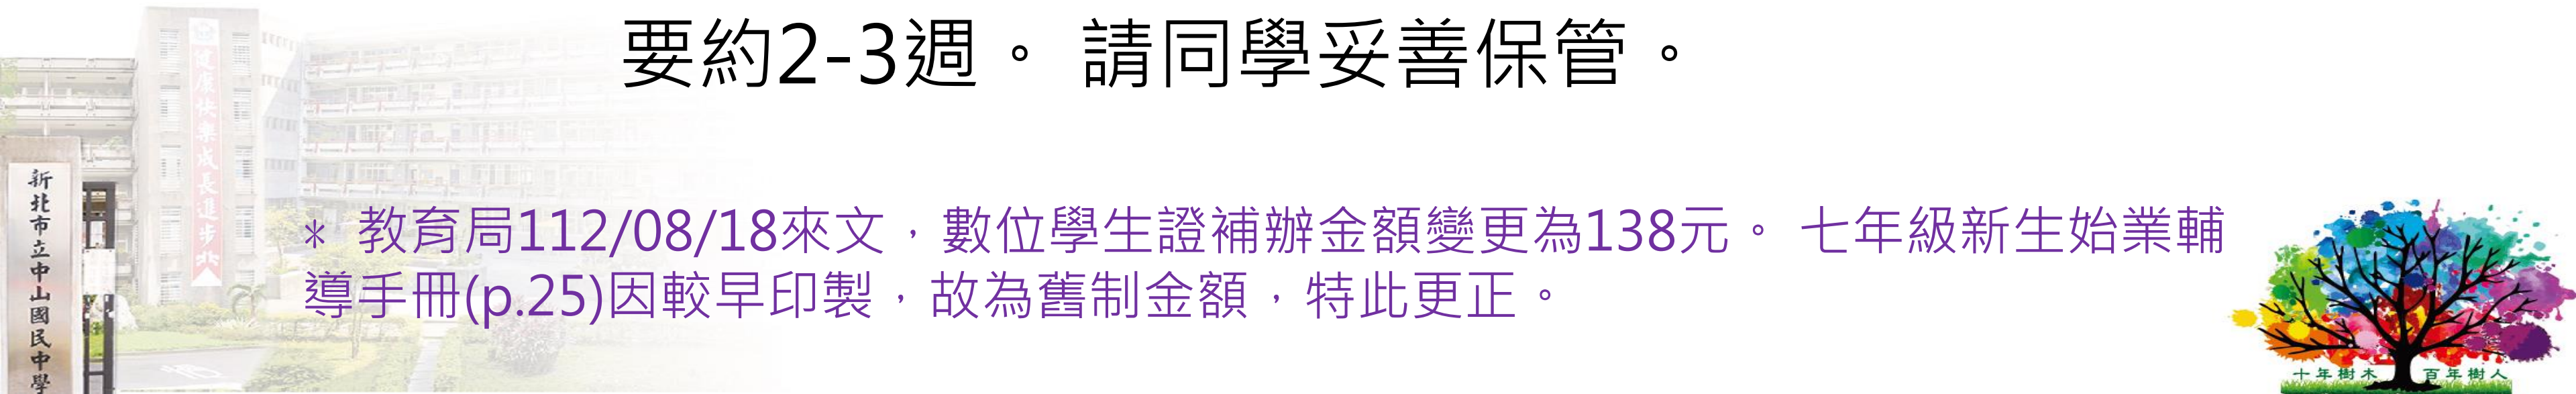 要約2-3週。 請同學妥善保管。
* 教育局112/08/18來文，數位學生證補辦金額變更為138元。 七年級新生始業輔
導手冊(p.25)因較早印製，故為舊制金額，特此更正。
新北市立中山國民中學
健康快樂成長進步
十年樹木 百年樹人